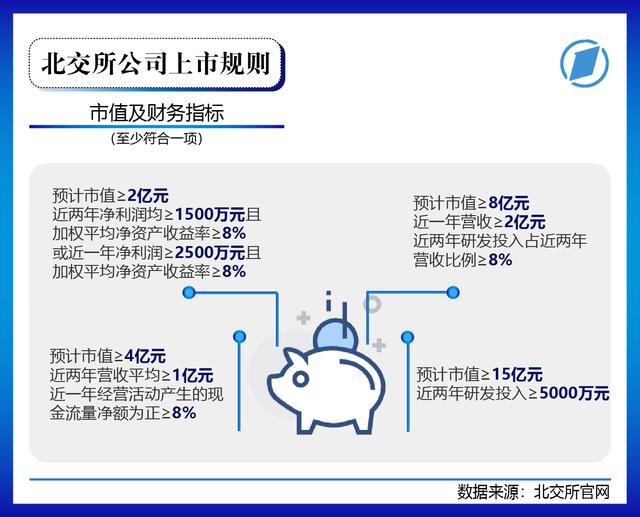 北交所公司上市规则
市值及财务指标
(至少符合一项)
预计市值≥2亿元
近两年净利润均≥1500万元且
加权平均净资产收益率≥8%
或近一年净利润≥2500万元且
加权平均净资产收益率≥8%
预计市值≥8亿元
近一年营收≥2亿元
近两年研发投入占近两年
营收比例≥8%
预计市值≥4亿元
近两年营收平均≥1亿元
近一年经营活动产生的现
金流量净额为正≥8%
预计市值≥15亿元
近两年研发投入≥5000万元
数据来源：北交所官网